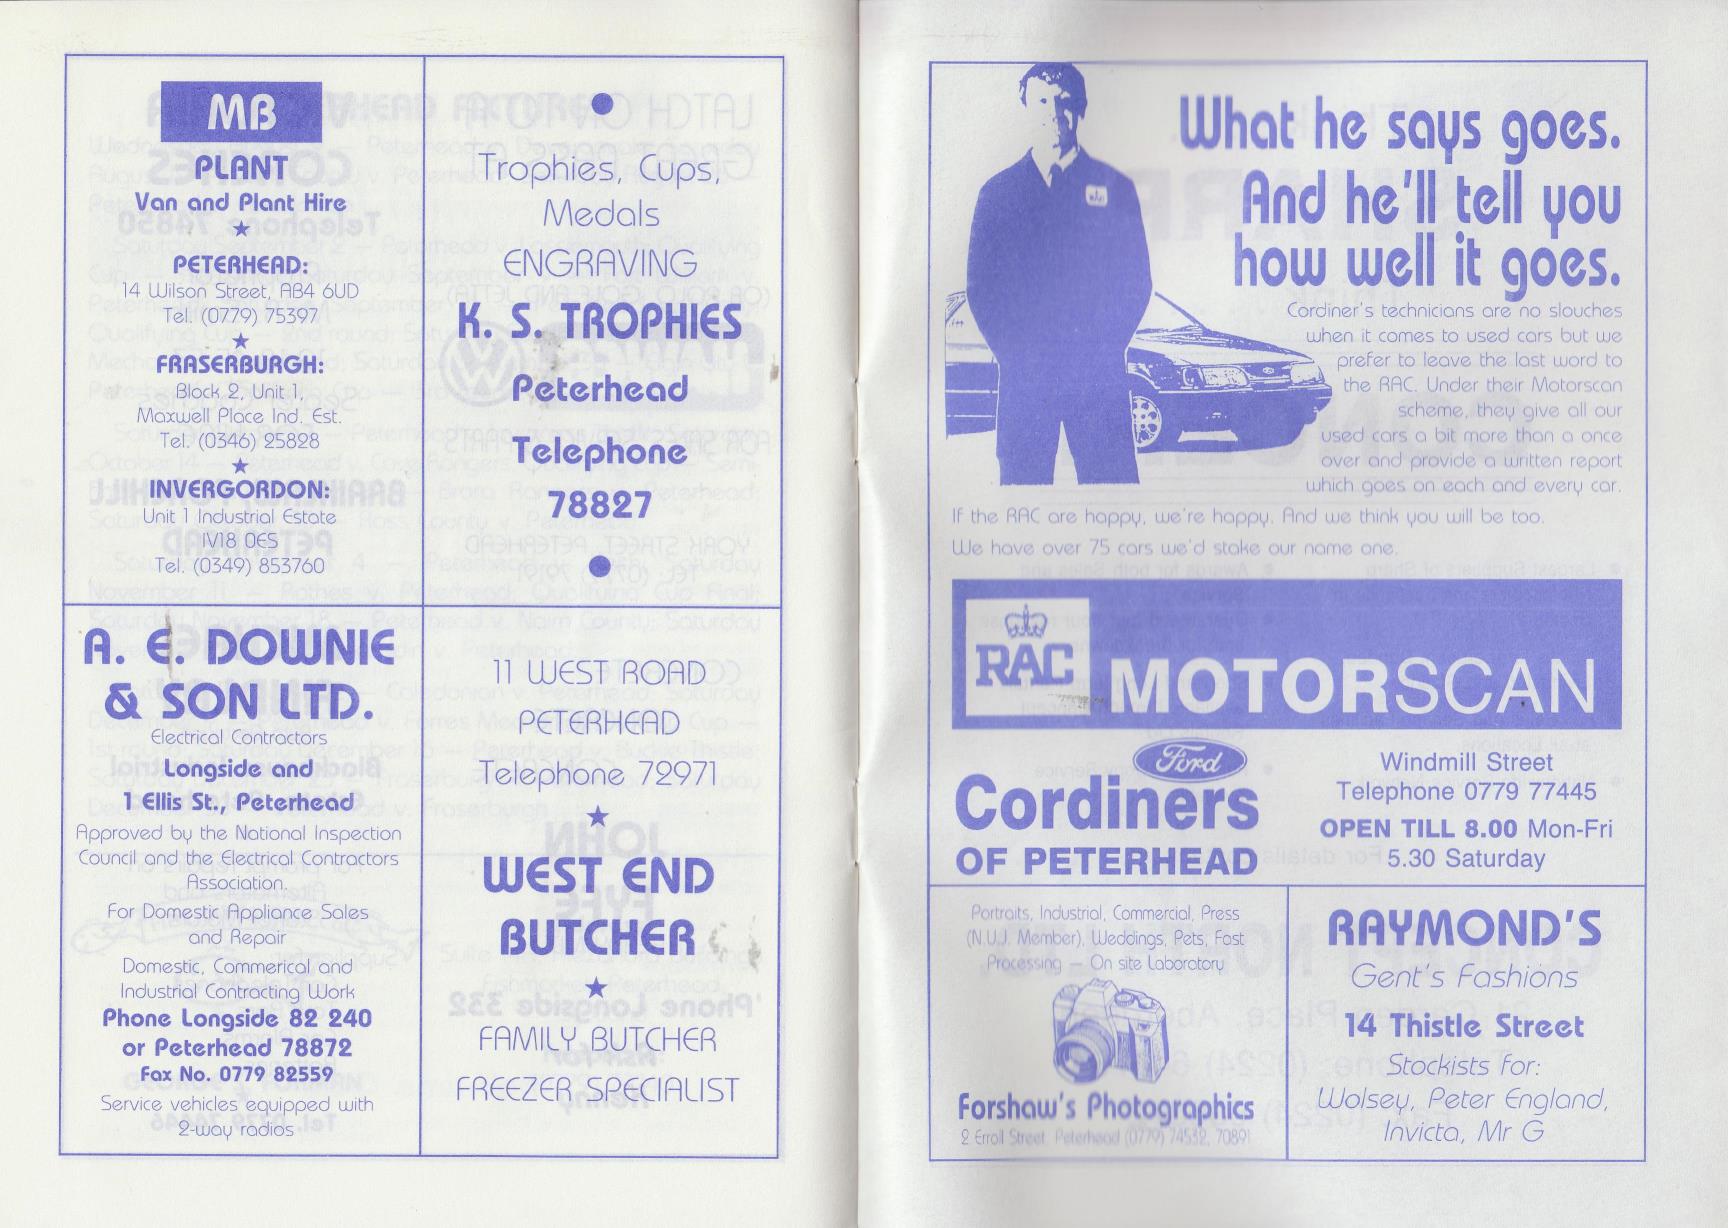 MB
PLANT
Van and Plant Hire
PETERHEAD:
14 Wilson Street, AB4 6UD
Tel. (0779) 75397
FRASERBURGH:
Block 2, Unit 1,
Maxwell Place Ind. Est.
Tel. (0346) 25828
INVERGORDON:
Unit 1 Industrial Estate
IV18 0ES
Tel. (0349) 853760
Trophies, Cups,
Medals
ENGRAVING
K. S. TROPHIES
Peterhead
Telephone
78827
A. E. DOWNIE
& SON LTD.
Electrical Contractors
Longside and
1 Ellis St., Peterhead
Approved by the National Inspection
Council and the Electrical Contractors
Association.
For Domestic Appliance Sales
and Repair
Domestic, Commerical and
Industrial Contracting Work
Phone Longside 82 240
or Peterhead 78872
Fax No. 0779 82559
Service vehicles equipped with
2-way radios
11 WEST ROAD
PETERHEAD
Telephone 72971
WEST END
BUTCHER
FAMILY BUTCHER
FREEZER SPECIALIST
What he says goes.
And he'll tell you
how well it goes.
Cordiner's technicians are no slouches
when it comes to used cars but we
prefer to leave the last word to
the RAC. Under their Motorscan
scheme, they give all our
used cars a bit more than a once
over and provide a written report
which goes on each and every car.
If the RAC are happy, we're happy. And we think you will be too.
We have over 75 cars we'd stake our name one.
RAC MOTORSCAN
Ford
Cordiners
OF PETERHEAD
Windmill Street
Telephone 0779 77445
OPEN TILL 8.00 Mon-Fri
5.30 Saturday
Portraits, Industrial, Commercial, Press
(N.U.J. Member), Weddings, Pets, Fast
Processing — On site Laboratory
Forshaw's Photographics
2 Erroll Street, Peterhead (0779) 74532, 70891
RAYMOND'S
Gent's Fashions
14 Thistle Street
Stockists for:
Wolsey, Peter England,
Invicta, Mr G